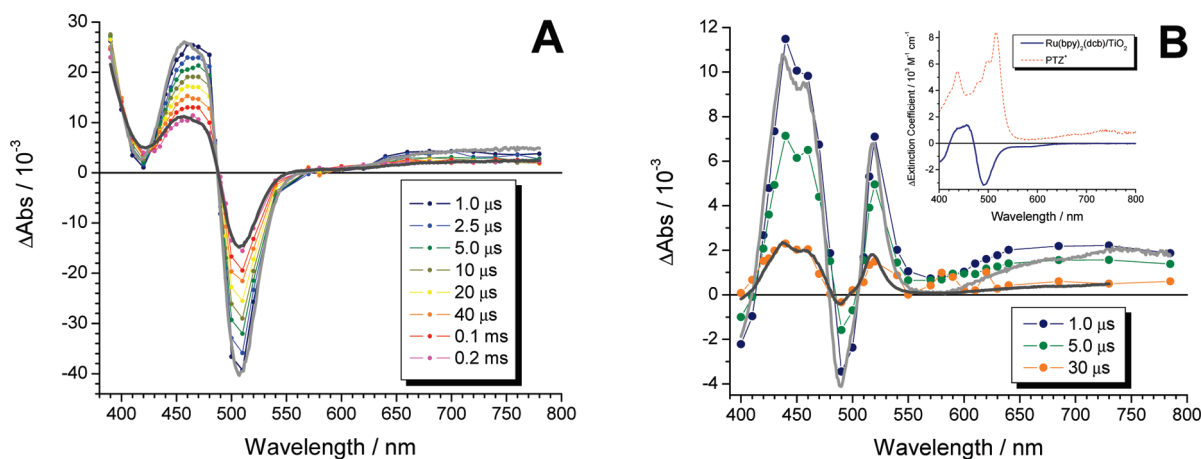 A
30
20
10
0
-10
-20
-30
-40
ΔAbs / 10⁻³
400 450 500 550 600 650 700 750 800
Wavelength / nm
1.0 μs
2.5 μs
5.0 μs
10 μs
20 μs
40 μs
0.1 ms
0.2 ms
B
12
10
8
6
4
2
0
-2
-4
ΔAbs / 10⁻³
400 450 500 550 600 650 700 750 800
Wavelength / nm
1.0 μs
5.0 μs
30 μs
8
6
4
2
0
-2
ΔExtinction Coefficient / 10³ M⁻¹ cm⁻¹
400 500 600 700 800
Wavelength / nm
Ru(bpy)₂(dcb)/TiO₂
PTZ⁺